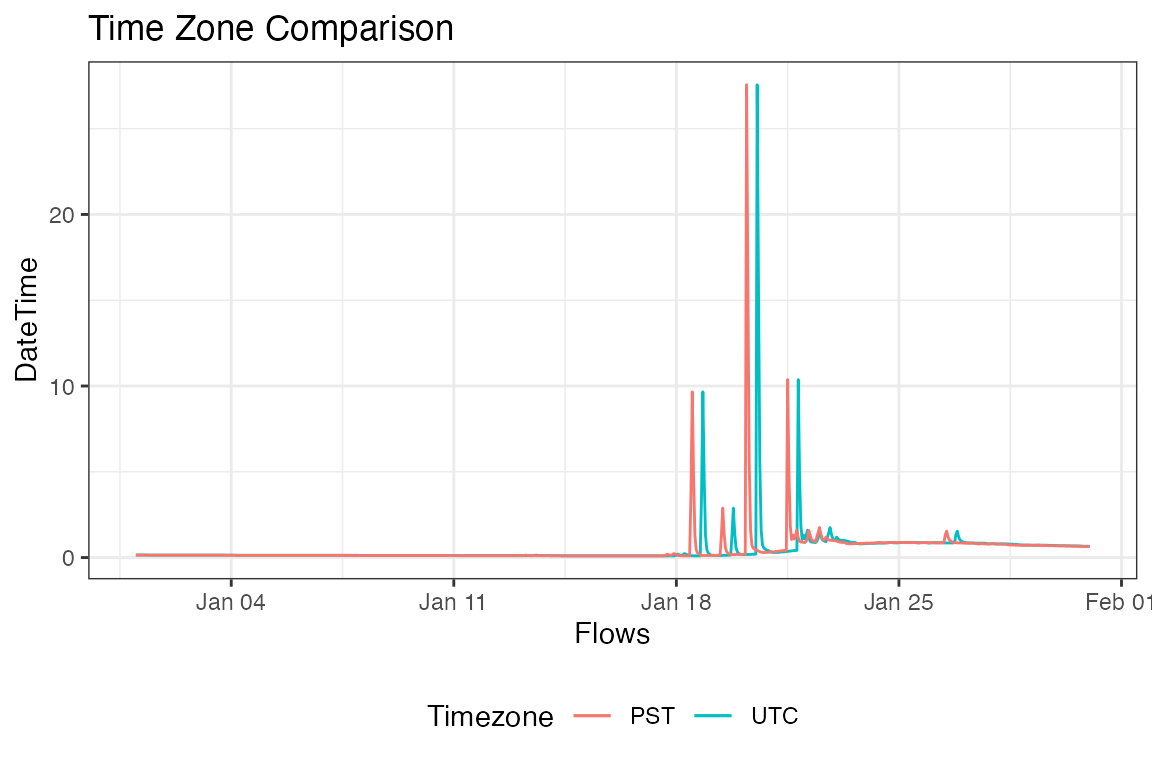 Time Zone Comparison
DateTime
20
10
0
Jan 04 Jan 11 Jan 18 Jan 25 Feb 01
Flows
Timezone PST UTC